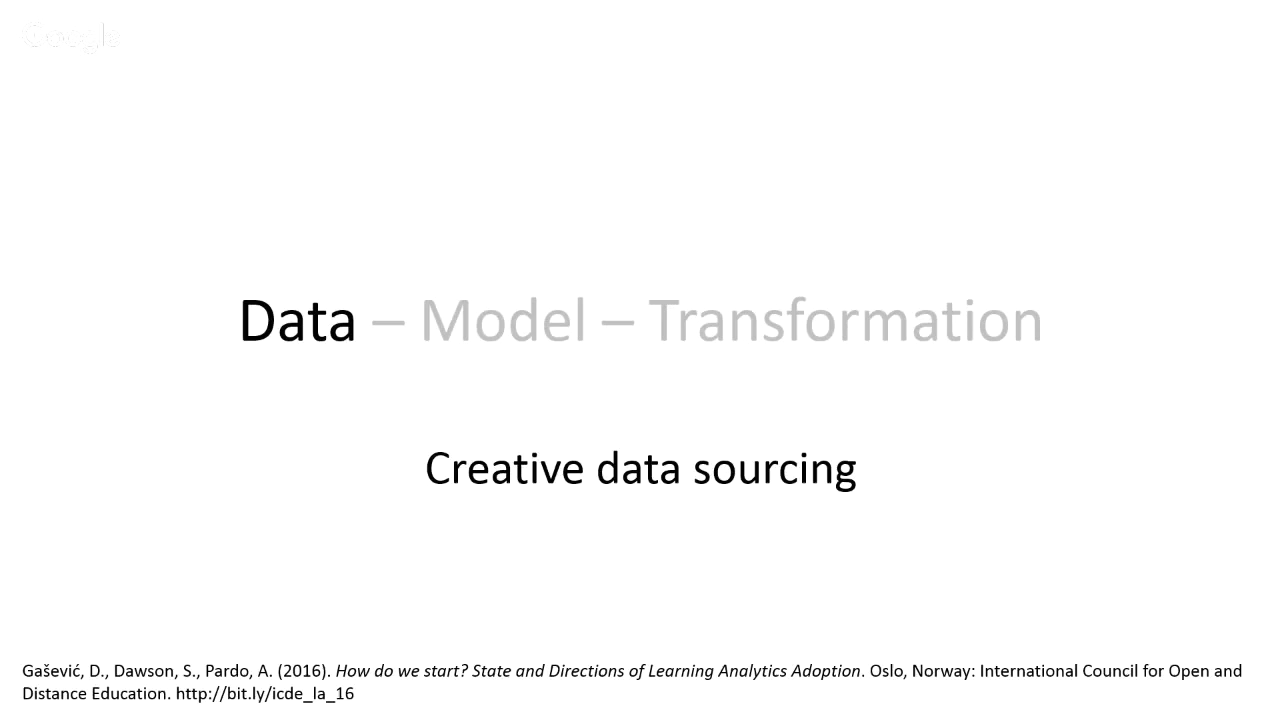 Google
Data – Model – Transformation
Creative data sourcing
Gašević, D., Dawson, S., Pardo, A. (2016). How do we start? State and Directions of Learning Analytics Adoption. Oslo, Norway: International Council for Open and
Distance Education. http://bit.ly/icde_la_16